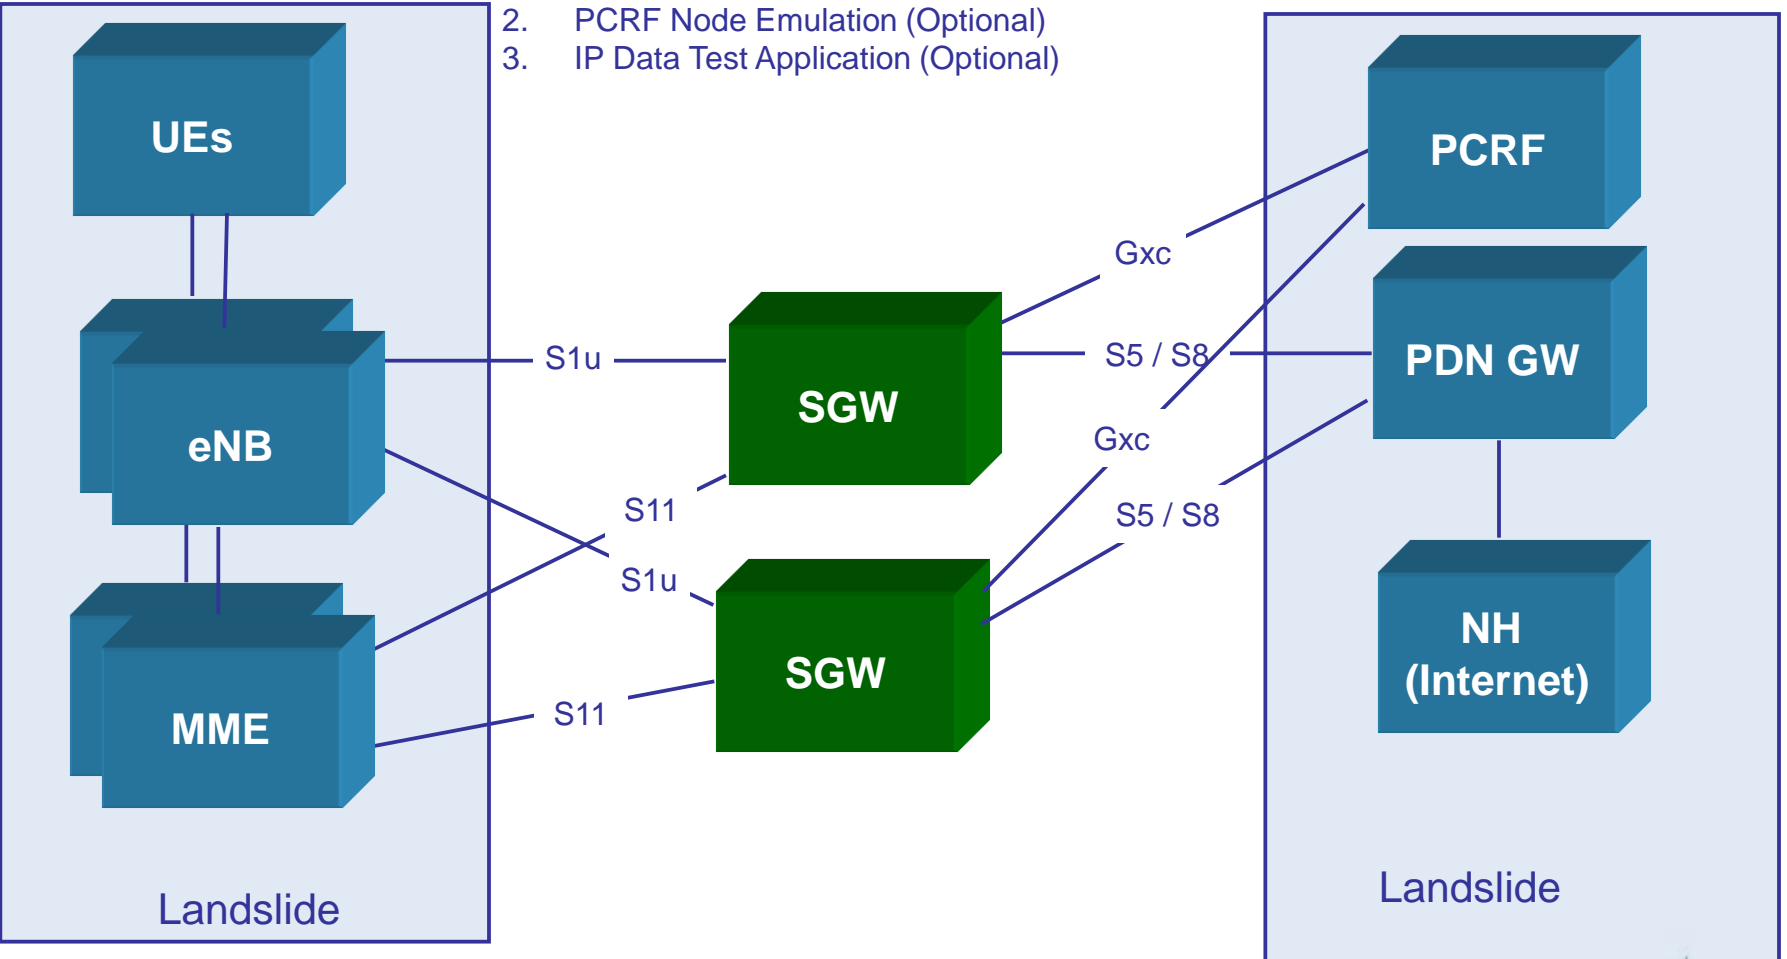 2. PCRF Node Emulation (Optional)
3. IP Data Test Application (Optional)
UEs
PCRF
Gxc
S1u
S5 / S8
PDN GW
SGW
eNB
Gxc
S11
S5 / S8
S1u
NH
(Internet)
SGW
S11
MME
Landslide
Landslide